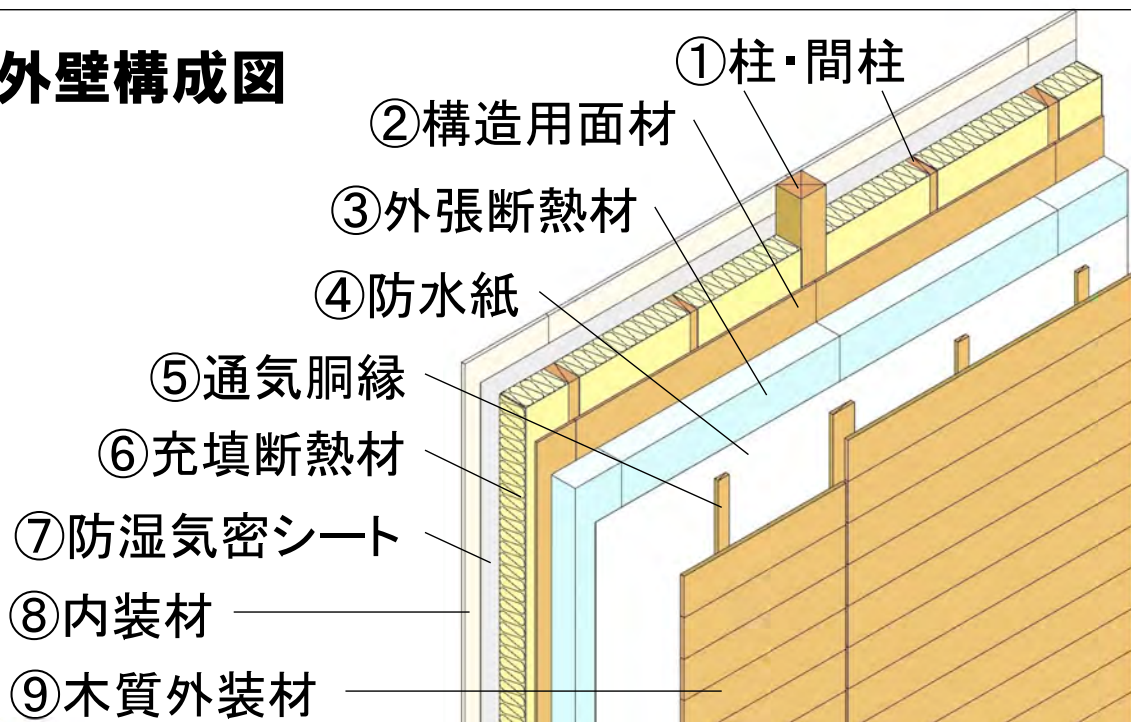 外壁構成図
①柱・間柱
②構造用面材
③外張断熱材
④防水紙
⑤通気胴縁
⑥充填断熱材
⑦防湿気密シート
⑧内装材
⑨木質外装材